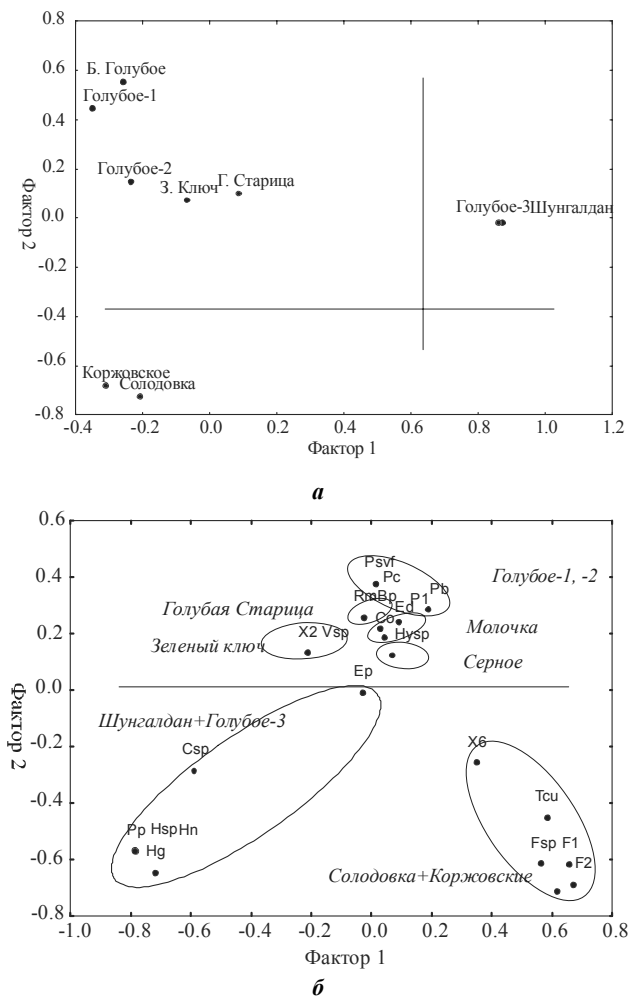 0.8
0.6
0.4
0.2
0.0
-0.2
-0.4
-0.6
-0.8
Фактор 2
Б. Голубое
Голубое-1
Голубое-2
З. Ключ
Г. Старица
Голубое-3
Шунгалдан
Коржовское
Солодовка
-0.4 -0.2 0.0 0.2 0.4 0.6 0.8 1.0 1.2
Фактор 1
а
0.6
0.4
0.2
0.0
-0.2
-0.4
-0.6
-0.8
Фактор 2
Psvf
Pc
Голубое-1, -2
RmBp
P1
Pb
Ed
Голубая Старица
Co
Молочка
X2 Vsp
Hysp
Зеленый ключ
Серное
Ep
Шунгалдан+Голубое-3
X6
Csp
Tcu
Pp
Hsp
Hn
Fsp
F1
Hg
F2
Солодовка+Коржовские
-1.0 -0.8 -0.6 -0.4 -0.2 0.0 0.2 0.4 0.6 0.8
Фактор 1
б